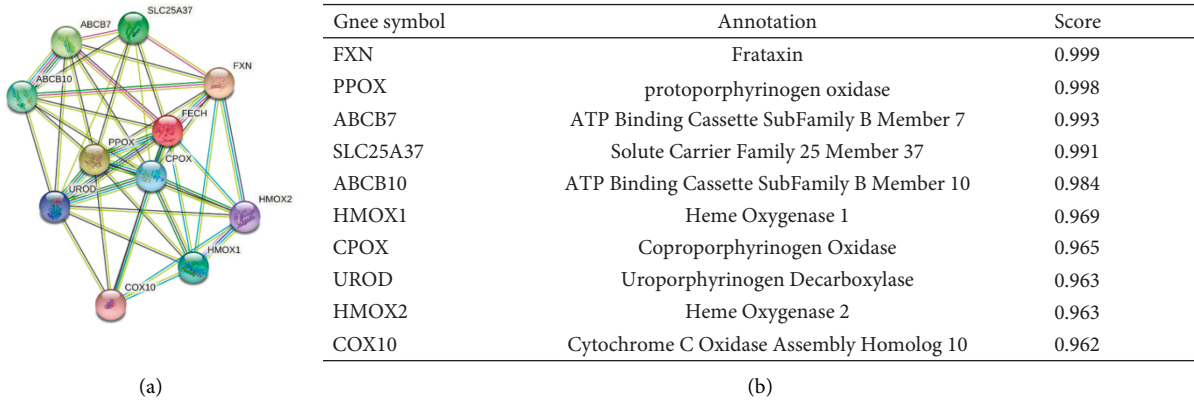 SLC25A37
ABCB7
FXN
ABCB10
FECH
PPOX
CPOX
UROD
HMOX2
HMOX1
COX10
(a)
Gnee symbol Annotation Score
FXN Frataxin 0.999
PPOX protoporphyrinogen oxidase 0.998
ABCB7 ATP Binding Cassette SubFamily B Member 7 0.993
SLC25A37 Solute Carrier Family 25 Member 37 0.991
ABCB10 ATP Binding Cassette SubFamily B Member 10 0.984
HMOX1 Heme Oxygenase 1 0.969
CPOX Coproporphyrinogen Oxidase 0.965
UROD Uroporphyrinogen Decarboxylase 0.963
HMOX2 Heme Oxygenase 2 0.963
COX10 Cytochrome C Oxidase Assembly Homolog 10 0.962
(b)